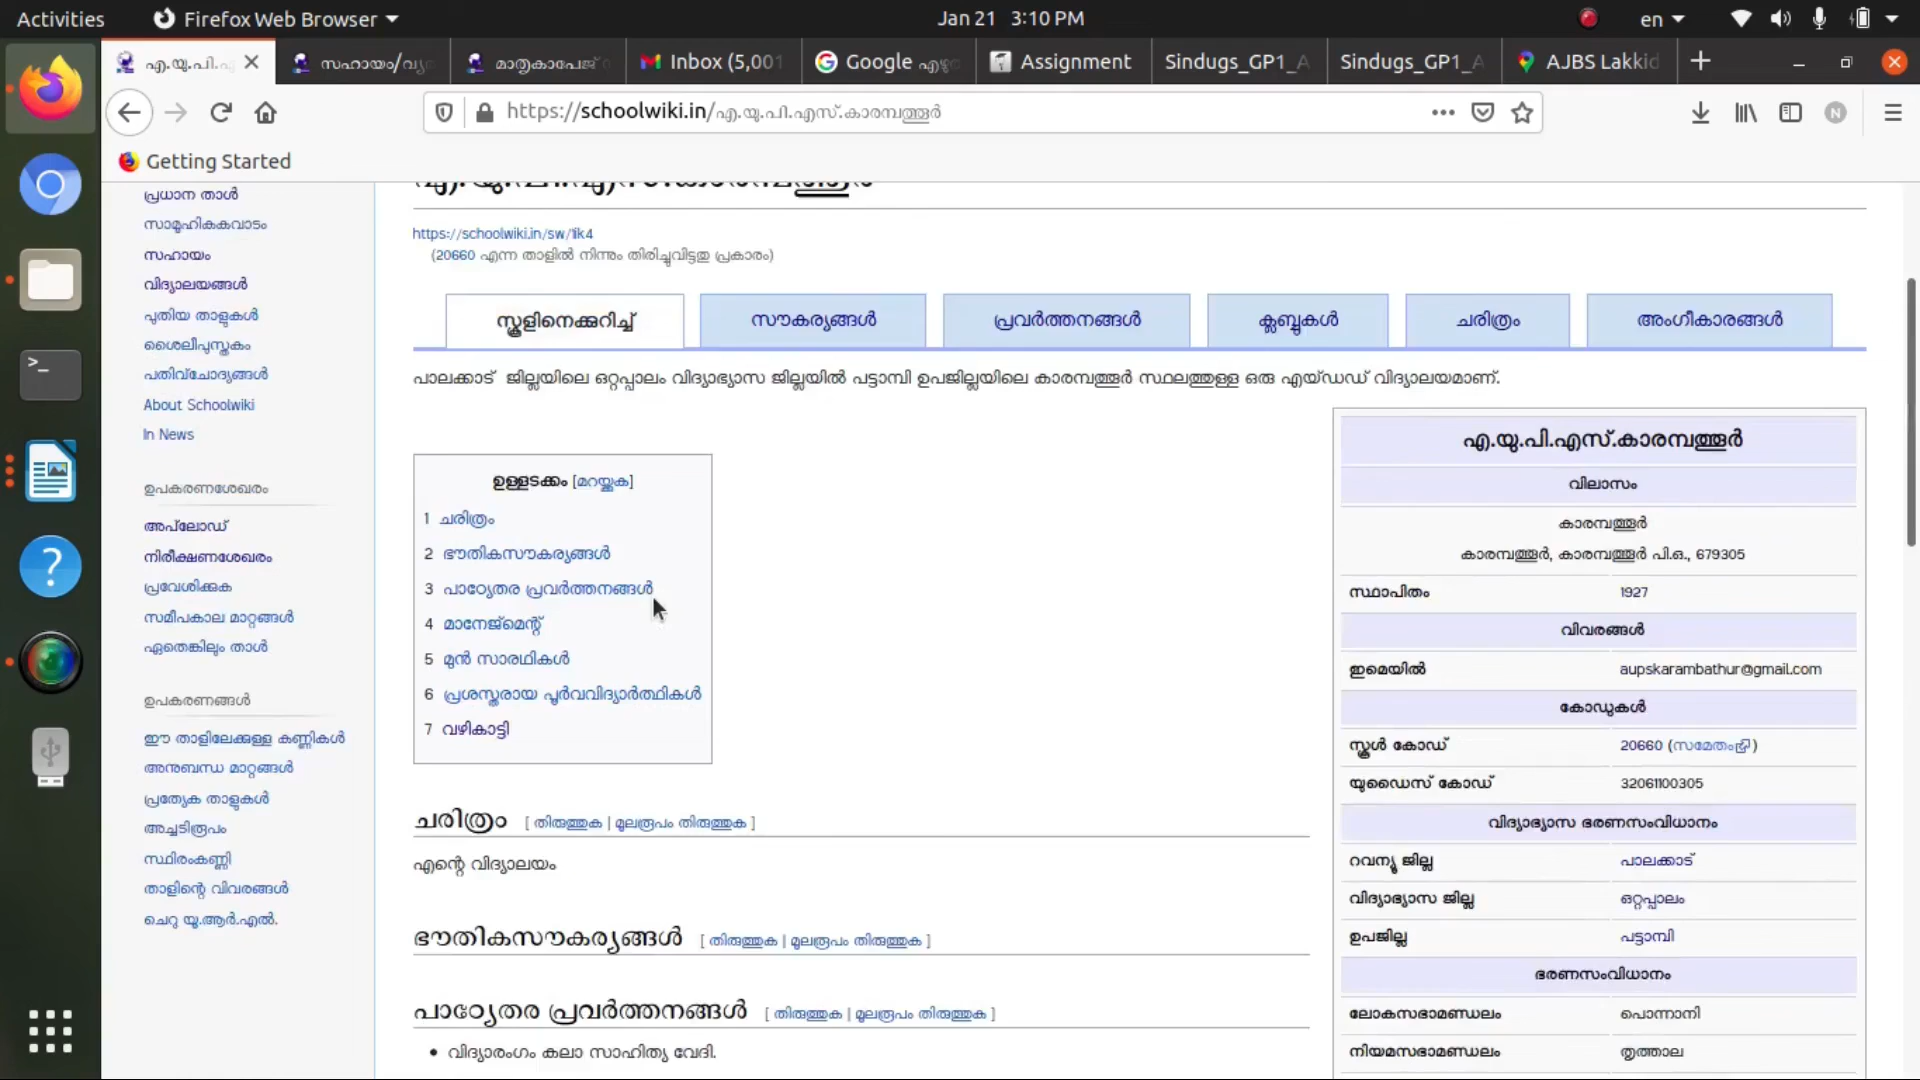 Activities
Firefox Web Browser
Jan 21 3:10 PM
en
എ.യു.പി.എ
സഹായം/വ്യ
മാതൃകാപേജ്
Inbox (5,001
Google എഴു
Assignment
Sindugs_GP1_A
Sindugs_GP1_A
AJBS Lakkid
https://schoolwiki.in/എ.യു.പി.എസ്.കാരമ്പത്തൂർ
Getting Started
പ്രധാന താൾ
സാമൂഹികകവാടം
സഹായം
വിദ്യാലയങ്ങൾ
പുതിയ താളുകൾ
ശൈലീപുസ്തകം
പതിവ്ചോദ്യങ്ങൾ
About Schoolwiki
In News
ഉപകരണശേഖരം
അപ്‌ലോഡ്
നിരീക്ഷണശേഖരം
പ്രവേശിക്കുക
സമീപകാല മാറ്റങ്ങൾ
ഏതെങ്കിലും താൾ
ഉപകരണങ്ങൾ
ഈ താളിലേക്കുള്ള കണ്ണികൾ
അനുബന്ധ മാറ്റങ്ങൾ
പ്രത്യേക താളുകൾ
അച്ചടിരൂപം
സ്ഥിരംകണ്ണി
താളിന്റെ വിവരങ്ങൾ
ചെറു യൂ.ആർ.എൽ.
എ.യു.പി.എസ്.കാരമ്പത്തൂർ
https://schoolwiki.in/sw/1ik4
(20660 എന്ന താളിൽ നിന്നും തിരിച്ചുവിട്ടതു പ്രകാരം)
സ്കൂളിനെക്കുറിച്ച്
സൗകര്യങ്ങൾ
പ്രവർത്തനങ്ങൾ
ക്ലബ്ബുകൾ
ചരിത്രം
അംഗീകാരങ്ങൾ
പാലക്കാട് ജില്ലയിലെ ഒറ്റപ്പാലം വിദ്യാഭ്യാസ ജില്ലയിൽ പട്ടാമ്പി ഉപജില്ലയിലെ കാരമ്പത്തൂർ സ്ഥലത്തുള്ള ഒരു എയ്ഡഡ് വിദ്യാലയമാണ്.
ഉള്ളടക്കം [മറയ്ക്കുക]
1 ചരിത്രം
2 ഭൗതികസൗകര്യങ്ങൾ
3 പാഠ്യേതര പ്രവർത്തനങ്ങൾ
4 മാനേജ്മെന്റ്
5 മുൻ സാരഥികൾ
6 പ്രശസ്തരായ പൂർവവിദ്യാർത്ഥികൾ
7 വഴികാട്ടി
ചരിത്രം [ തിരുത്തുക | മൂലരൂപം തിരുത്തുക ]
എന്റെ വിദ്യാലയം
ഭൗതികസൗകര്യങ്ങൾ [ തിരുത്തുക | മൂലരൂപം തിരുത്തുക ]
പാഠ്യേതര പ്രവർത്തനങ്ങൾ [ തിരുത്തുക | മൂലരൂപം തിരുത്തുക ]
• വിദ്യാരംഗം കലാ സാഹിത്യ വേദി.
എ.യു.പി.എസ്.കാരമ്പത്തൂർ
വിലാസം
കാരമ്പത്തൂർ
കാരമ്പത്തൂർ, കാരമ്പത്തൂർ പി.ഒ., 679305
സ്ഥാപിതം 1927
വിവരങ്ങൾ
ഇമെയിൽ aupskarambathur@gmail.com
കോഡുകൾ
സ്കൂൾ കോഡ് 20660 (സമേതം)
യുഡൈസ് കോഡ് 32061100305
വിദ്യാഭ്യാസ ഭരണസംവിധാനം
റവന്യൂ ജില്ല പാലക്കാട്
വിദ്യാഭ്യാസ ജില്ല ഒറ്റപ്പാലം
ഉപജില്ല പട്ടാമ്പി
ഭരണസംവിധാനം
ലോകസഭാമണ്ഡലം പൊന്നാനി
നിയമസഭാമണ്ഡലം തൃത്താല